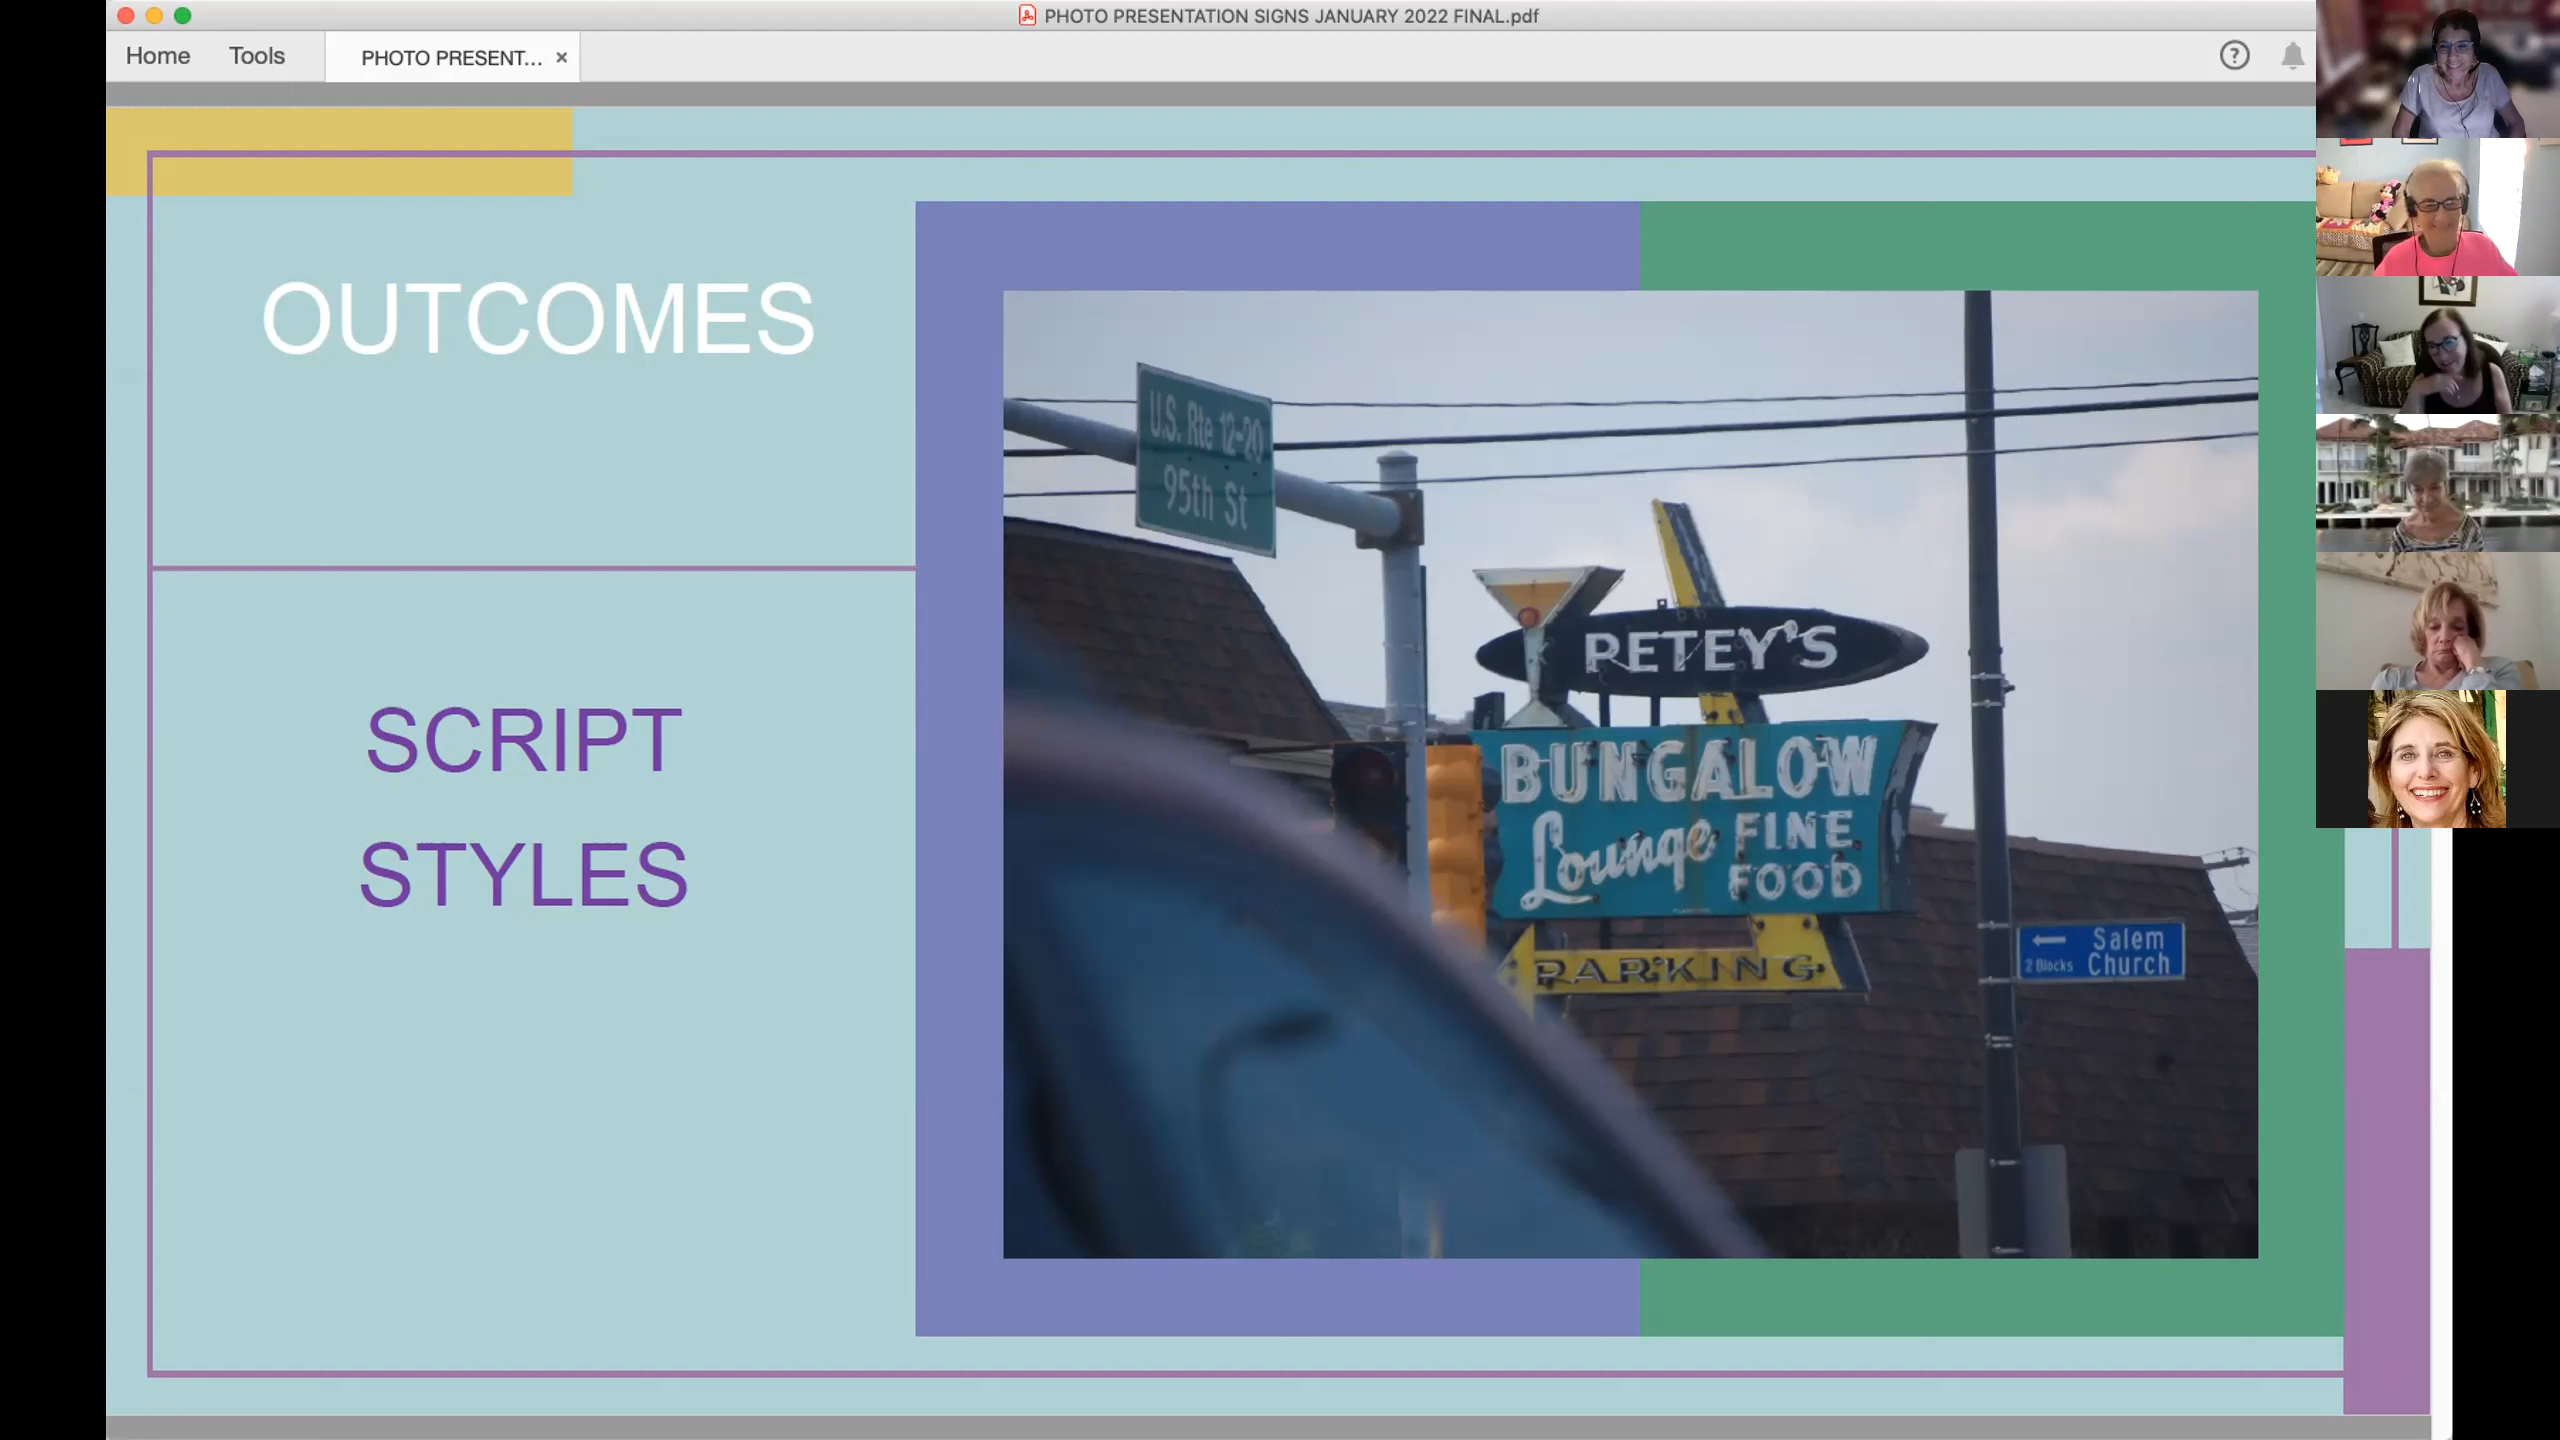 PHOTO PRESENTATION SIGNS JANUARY 2022 FINAL.pdf
Home
Tools
PHOTO PRESENT...
OUTCOMES
SCRIPT
STYLES
U.S. Rte 12-20
95th St
PETEY'S
BUNGALOW
Lounge
FINE
FOOD
PARKING
Salem
2 Blocks Church